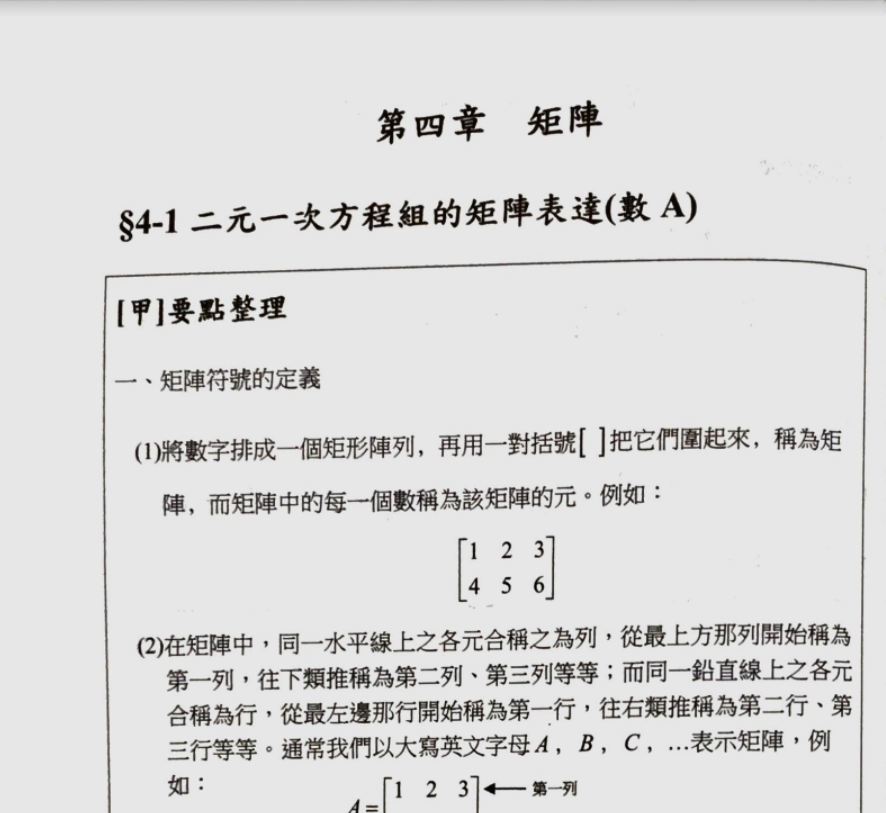 第四章 矩陣
§4-1 二元一次方程組的矩陣表達(數 A)
[甲]要點整理
一、矩陣符號的定義
(1)將數字排成一個矩形陣列，再用一對括號[ ]把它們圍起來，稱為矩
陣，而矩陣中的每一個數稱為該矩陣的元。例如：
[1 2 3
4 5 6]
(2)在矩陣中，同一水平線上之各元合稱之為列，從最上方那列開始稱為
第一列，往下類推稱為第二列、第三列等等；而同一鉛直線上之各元
合稱為行，從最左邊那行開始稱為第一行，往右類推稱為第二行、第
三行等等。通常我們以大寫英文字母 A，B，C，…表示矩陣，例
如：
A = [1 2 3] ← 第一列